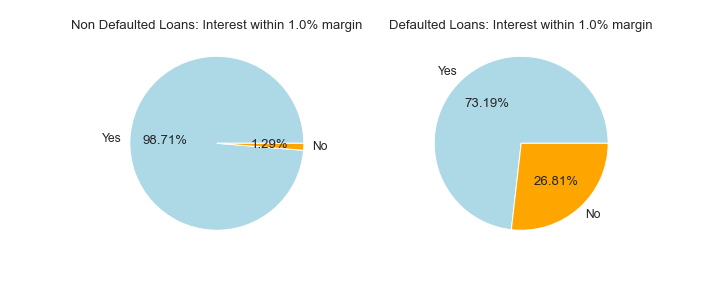 Non Defaulted Loans: Interest within 1.0% margin
Yes
98.71%
1.29%
No
Defaulted Loans: Interest within 1.0% margin
Yes
73.19%
26.81%
No